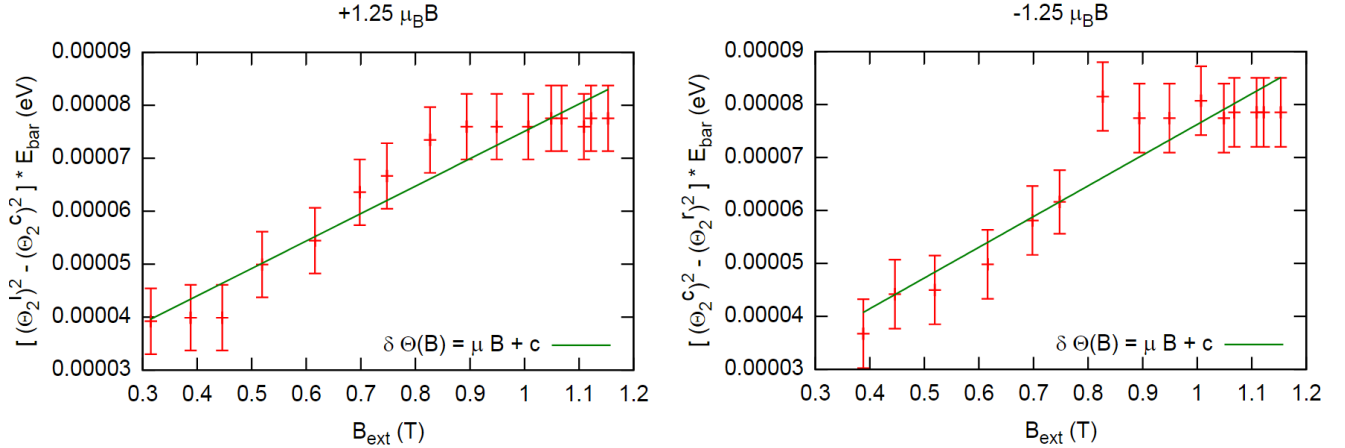 +1.25 μBB
[ (Θ2l)2 - (Θ2c)2 ] * Ebar (eV)
0.00009
0.00008
0.00007
0.00006
0.00005
0.00004
0.00003
δ Θ(B) = μ B + c
0.3 0.4 0.5 0.6 0.7 0.8 0.9 1 1.1 1.2
Bext (T)
-1.25 μBB
[ (Θ2c)2 - (Θ2r)2 ] * Ebar (eV)
0.00009
0.00008
0.00007
0.00006
0.00005
0.00004
0.00003
δ Θ(B) = μ B + c
0.3 0.4 0.5 0.6 0.7 0.8 0.9 1 1.1 1.2
Bext (T)